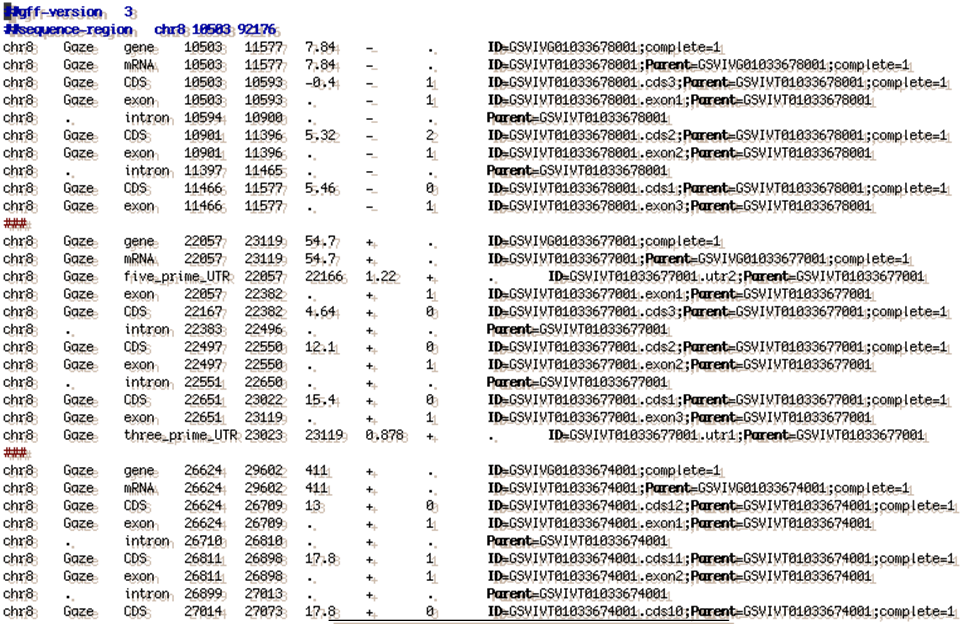 ##gff-version 3
##sequence-region chr8 10503 92176
chr8 Gaze gene 10503 11577 7.84 - . ID=GSVIVG01033678001;complete=1
chr8 Gaze mRNA 10503 11577 7.84 - . ID=GSVIVT01033678001;Parent=GSVIVG01033678001;complete=1
chr8 Gaze CDS 10503 10593 -0.4 - 1 ID=GSVIVT01033678001.cds3;Parent=GSVIVT01033678001;complete=1
chr8 Gaze exon 10503 10593 . - 1 ID=GSVIVT01033678001.exon1;Parent=GSVIVT01033678001
chr8 . intron 10594 10900 . - . Parent=GSVIVT01033678001
chr8 Gaze CDS 10901 11396 5.32 - 2 ID=GSVIVT01033678001.cds2;Parent=GSVIVT01033678001;complete=1
chr8 Gaze exon 10901 11396 . - 1 ID=GSVIVT01033678001.exon2;Parent=GSVIVT01033678001
chr8 . intron 11397 11465 . - . Parent=GSVIVT01033678001
chr8 Gaze CDS 11466 11577 5.46 - 0 ID=GSVIVT01033678001.cds1;Parent=GSVIVT01033678001;complete=1
chr8 Gaze exon 11466 11577 . - 1 ID=GSVIVT01033678001.exon3;Parent=GSVIVT01033678001
###
chr8 Gaze gene 22057 23119 54.7 + . ID=GSVIVG01033677001;complete=1
chr8 Gaze mRNA 22057 23119 54.7 + . ID=GSVIVT01033677001;Parent=GSVIVG01033677001;complete=1
chr8 Gaze five_prime_UTR 22057 22166 1.22 + . ID=GSVIVT01033677001.utr2;Parent=GSVIVT01033677001
chr8 Gaze exon 22057 22382 . + 1 ID=GSVIVT01033677001.exon1;Parent=GSVIVT01033677001
chr8 Gaze CDS 22167 22382 4.64 + 0 ID=GSVIVT01033677001.cds3;Parent=GSVIVT01033677001;complete=1
chr8 . intron 22383 22496 . + . Parent=GSVIVT01033677001
chr8 Gaze CDS 22497 22550 12.1 + 0 ID=GSVIVT01033677001.cds2;Parent=GSVIVT01033677001;complete=1
chr8 Gaze exon 22497 22550 . + 1 ID=GSVIVT01033677001.exon2;Parent=GSVIVT01033677001
chr8 . intron 22551 22650 . + . Parent=GSVIVT01033677001
chr8 Gaze CDS 22651 23022 15.4 + 0 ID=GSVIVT01033677001.cds1;Parent=GSVIVT01033677001;complete=1
chr8 Gaze exon 22651 23119 . + 1 ID=GSVIVT01033677001.exon3;Parent=GSVIVT01033677001
chr8 Gaze three_prime_UTR 23023 23119 0.878 + . ID=GSVIVT01033677001.utr1;Parent=GSVIVT01033677001
###
chr8 Gaze gene 26624 29602 411 + . ID=GSVIVG01033674001;complete=1
chr8 Gaze mRNA 26624 29602 411 + . ID=GSVIVT01033674001;Parent=GSVIVG01033674001;complete=1
chr8 Gaze CDS 26624 26709 13 + 0 ID=GSVIVT01033674001.cds12;Parent=GSVIVT01033674001;complete=1
chr8 Gaze exon 26624 26709 . + 1 ID=GSVIVT01033674001.exon1;Parent=GSVIVT01033674001
chr8 . intron 26710 26810 . + . Parent=GSVIVT01033674001
chr8 Gaze CDS 26811 26898 17.8 + 1 ID=GSVIVT01033674001.cds11;Parent=GSVIVT01033674001;complete=1
chr8 Gaze exon 26811 26898 . + 1 ID=GSVIVT01033674001.exon2;Parent=GSVIVT01033674001
chr8 . intron 26899 27013 . + . Parent=GSVIVT01033674001
chr8 Gaze CDS 27014 27073 17.8 + 0 ID=GSVIVT01033674001.cds10;Parent=GSVIVT01033674001;complete=1